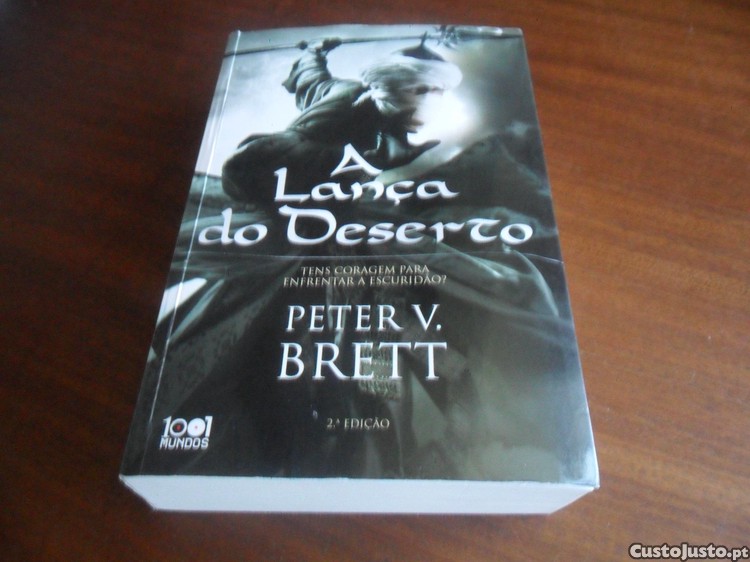 A
Lança
do Deserto
TENS CORAGEM PARA
ENFRENTAR A ESCURIDÃO?
PETER V.
BRETT
2.ª EDIÇÃO
1001
MUNDOS
CustoJusto.pt